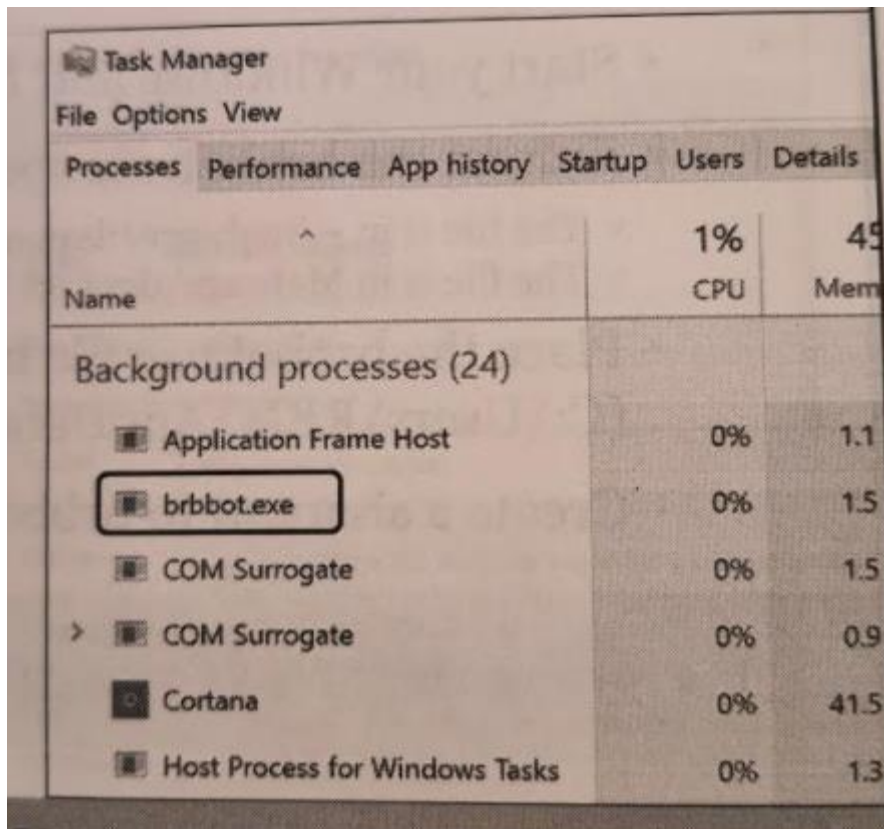 Task Manager
File Options View
Processes Performance App history Startup Users Details
1% 45
Name CPU Mem
Background processes (24)
Application Frame Host 0% 1.1
brbbot.exe 0% 1.5
COM Surrogate 0% 1.5
COM Surrogate 0% 0.9
Cortana 0% 41.5
Host Process for Windows Tasks 0% 1.3